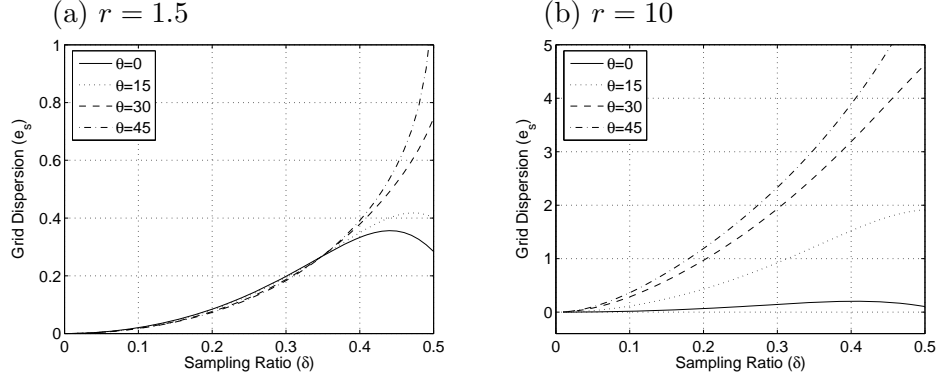 (a) r = 1.5
1
0.8
0.6
0.4
0.2
0
0 0.1 0.2 0.3 0.4 0.5
Grid Dispersion (e_s)
Sampling Ratio (δ)
θ=0
θ=15
θ=30
θ=45
(b) r = 10
5
4
3
2
1
0
0 0.1 0.2 0.3 0.4 0.5
Grid Dispersion (e_s)
Sampling Ratio (δ)
θ=0
θ=15
θ=30
θ=45